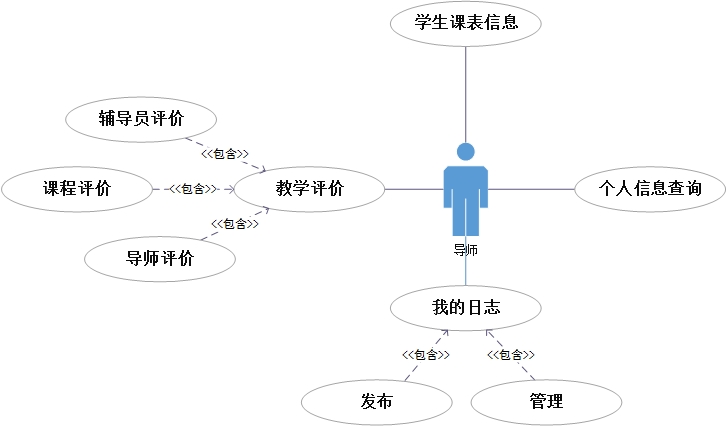 学生课表信息
辅导员评价
<<包含>>
课程评价
<<包含>>
教学评价
个人信息查询
<<包含>>
导师评价
导师
我的日志
<<包含>>
<<包含>>
发布
管理